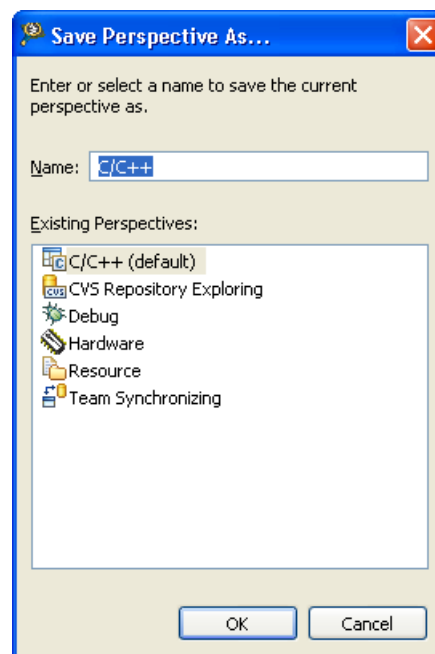 Save Perspective As...
Enter or select a name to save the current
perspective as.
Name: C/C++
Existing Perspectives:
C/C++ (default)
CVS Repository Exploring
Debug
Hardware
Resource
Team Synchronizing
OK Cancel